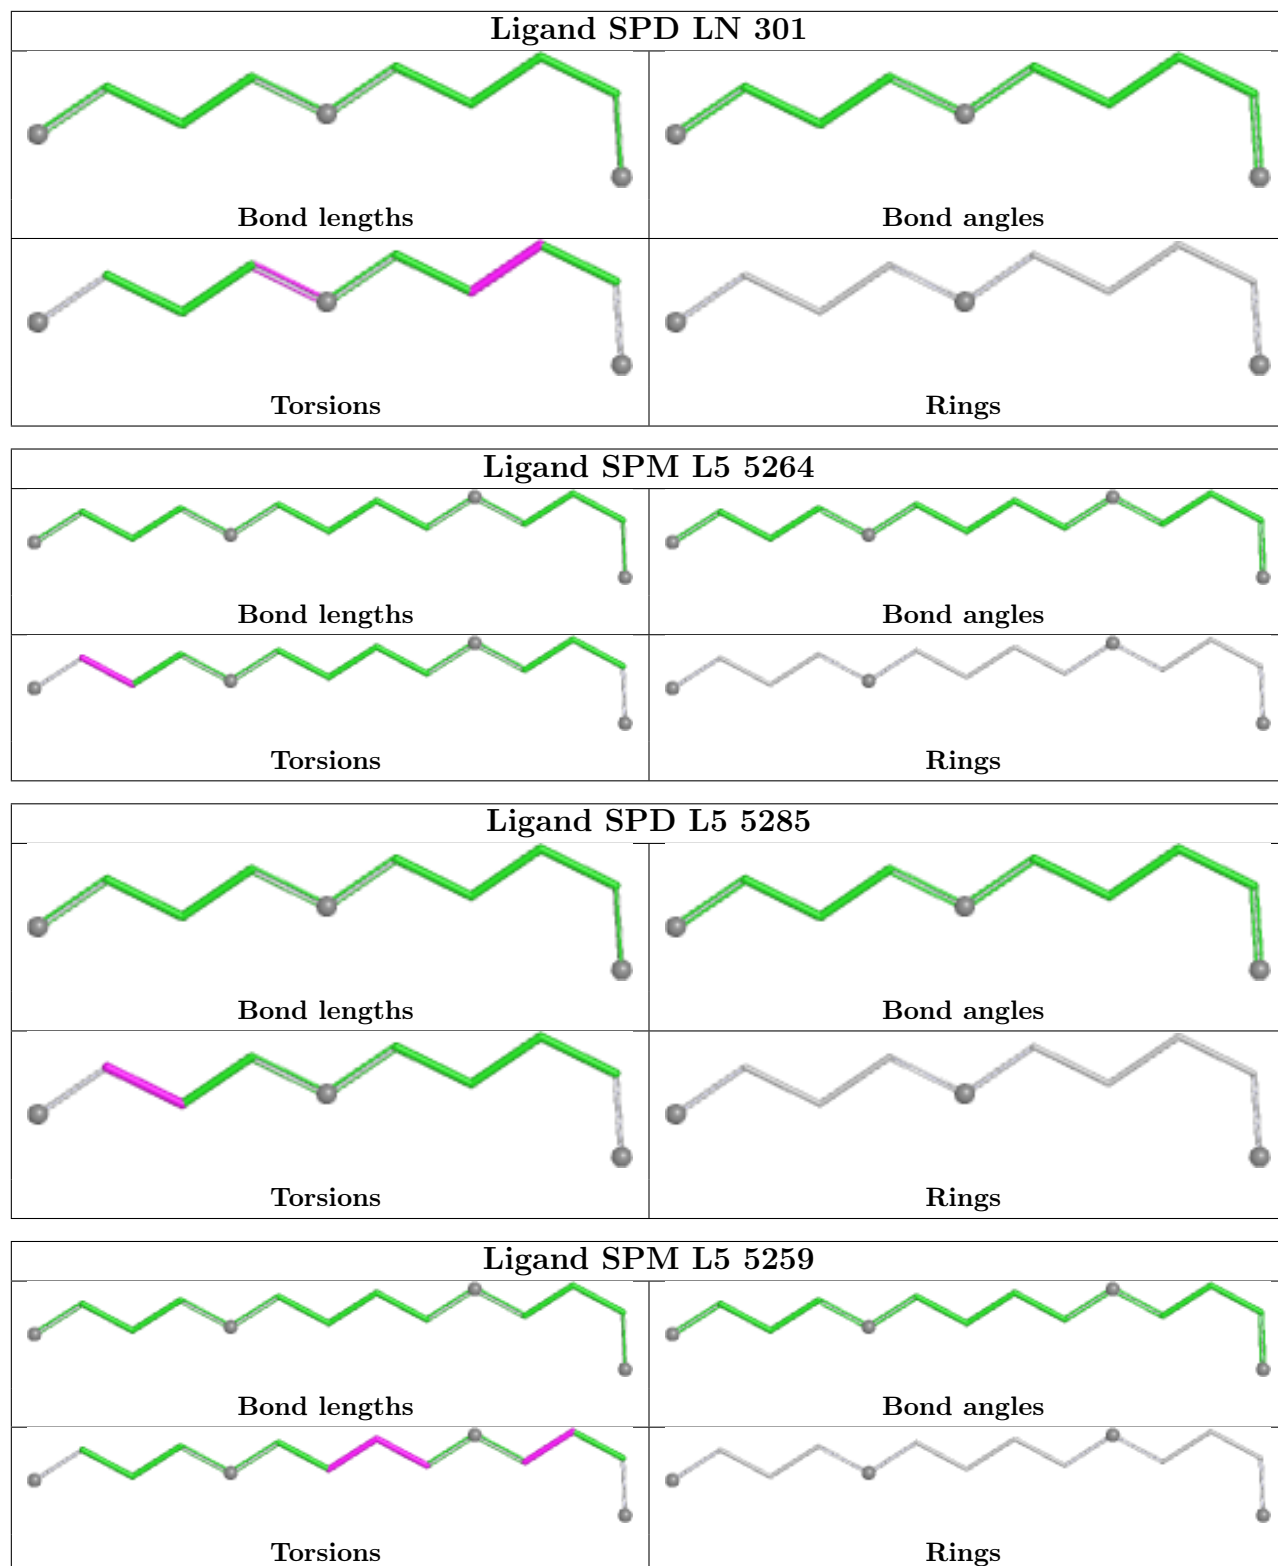 Ligand SPD LN 301
Bond lengths
Bond angles
Torsions
Rings
Ligand SPM L5 5264
Bond lengths
Bond angles
Torsions
Rings
Ligand SPD L5 5285
Bond lengths
Bond angles
Torsions
Rings
Ligand SPM L5 5259
Bond lengths
Bond angles
Torsions
Rings